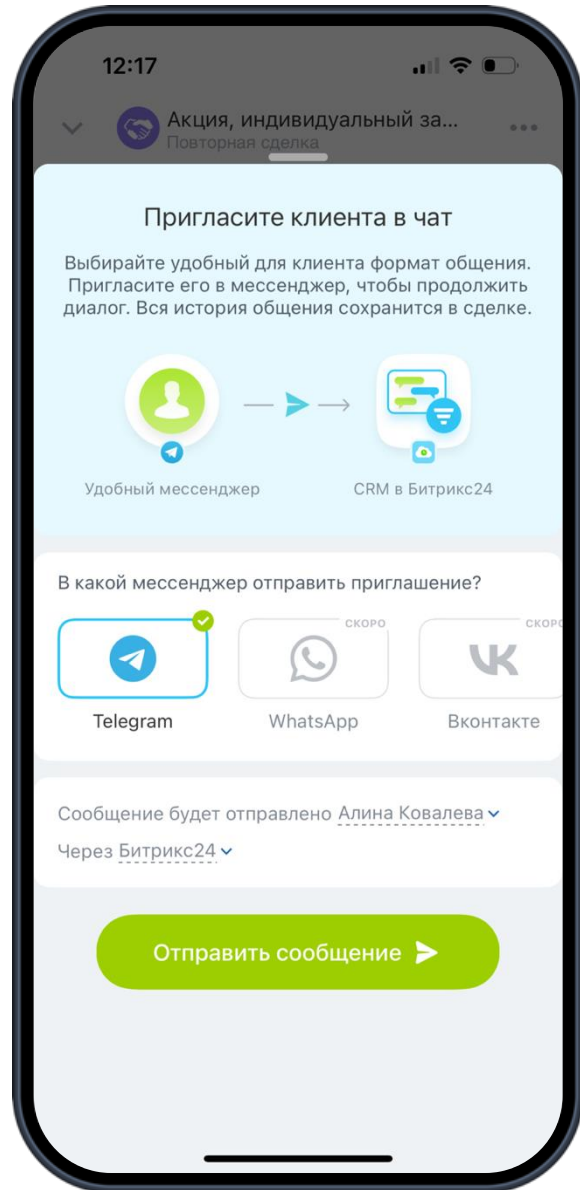 12:17
Акция, индивидуальный за...
Повторная сделка
Пригласите клиента в чат
Выбирайте удобный для клиента формат общения.
Пригласите его в мессенджер, чтобы продолжить
диалог. Вся история общения сохранится в сделке.
Удобный мессенджер
CRM в Битрикс24
В какой мессенджер отправить приглашение?
СКОРО
СКОРО
Telegram
WhatsApp
Вконтакте
Сообщение будет отправлено Алина Ковалева
Через Битрикс24
Отправить сообщение